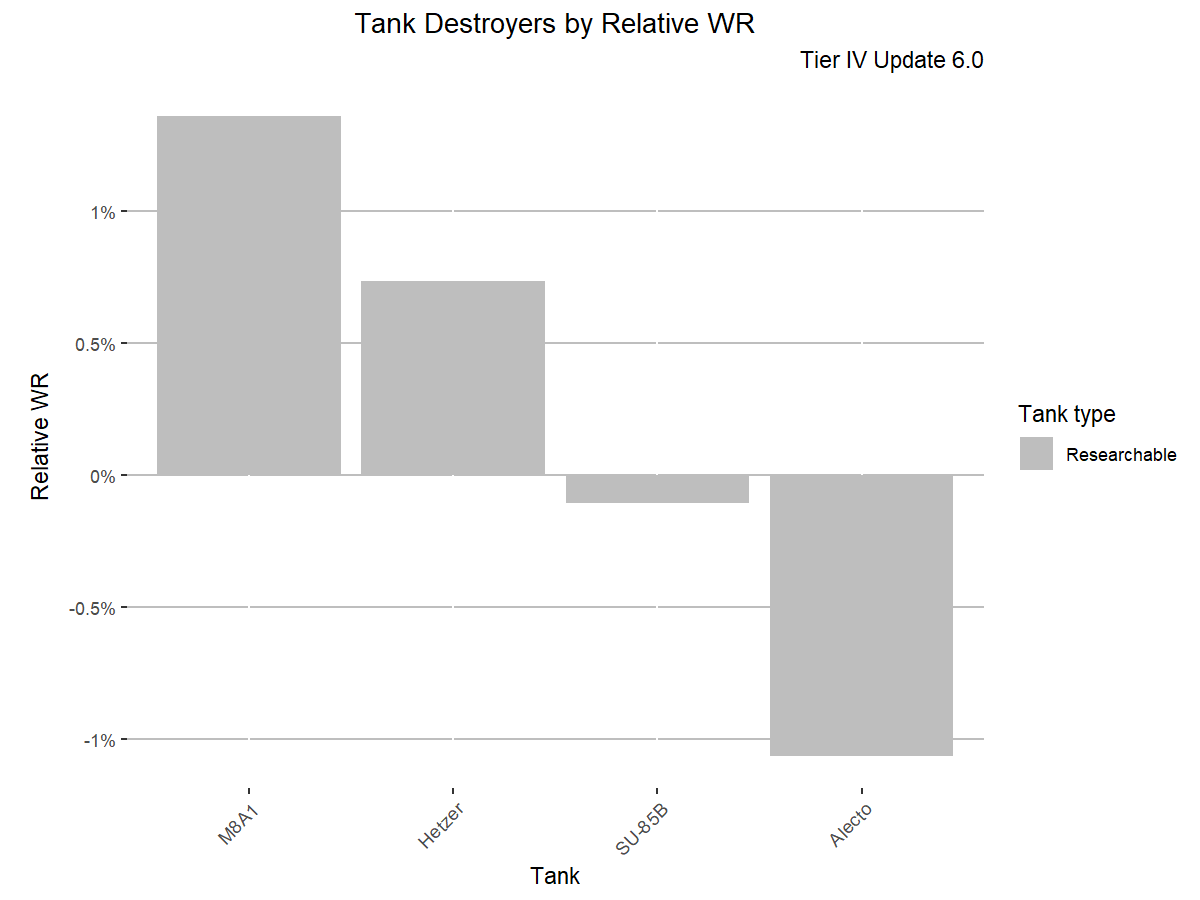 Tank Destroyers by Relative WR
Tier IV Update 6.0
Relative WR
1%
0.5%
0%
-0.5%
-1%
M8A1
Hetzer
SU-85B
Alecto
Tank
Tank type
Researchable